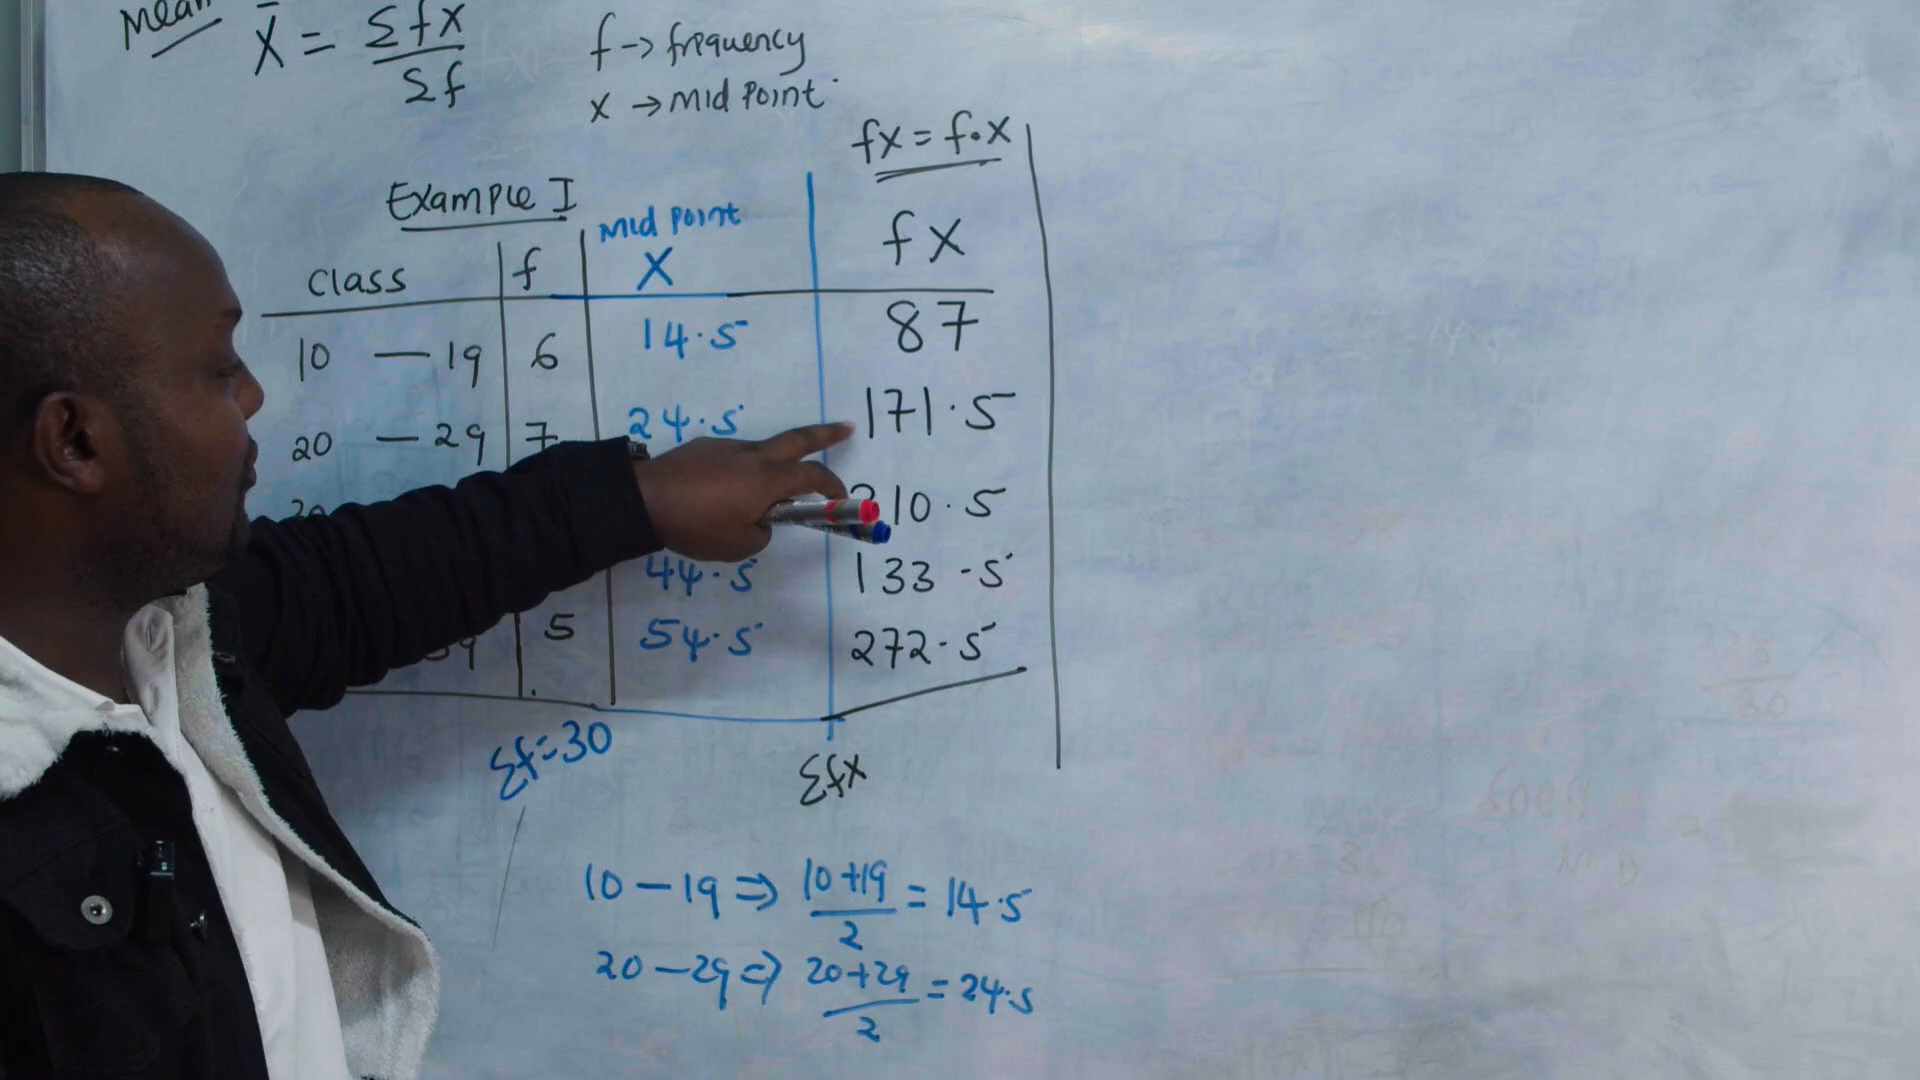 Mean X̄ = Σfx / Σf
f → frequency
x → Mid Point
fx = f•x
Example I
Class f Mid Point X fx
10 — 19 6 14.5 87
20 — 29 7 24.5 171.5
10.5
44.5 133.5
5 54.5 272.5
Σf=30 Σfx
10 — 19 ⇒ 10+19 / 2 = 14.5
20 — 29 ⇒ 20+29 / 2 = 24.5